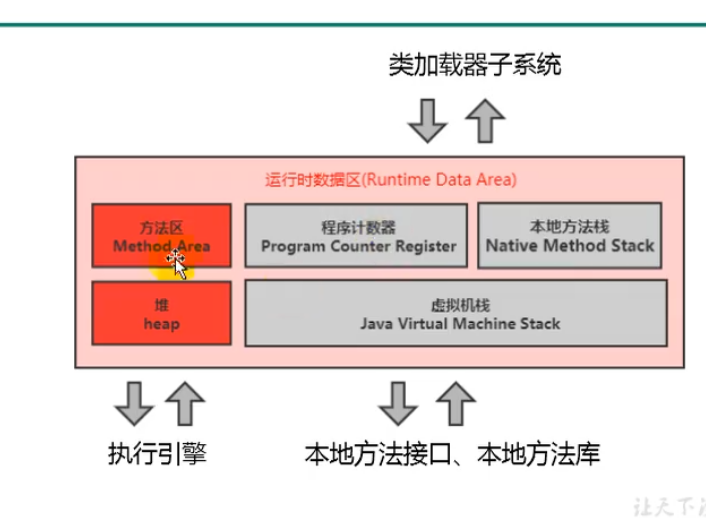 类加载器子系统
运行时数据区(Runtime Data Area)
方法区
Method Area
程序计数器
Program Counter Register
本地方法栈
Native Method Stack
堆
heap
虚拟机栈
Java Virtual Machine Stack
执行引擎
本地方法接口、本地方法库
让天下